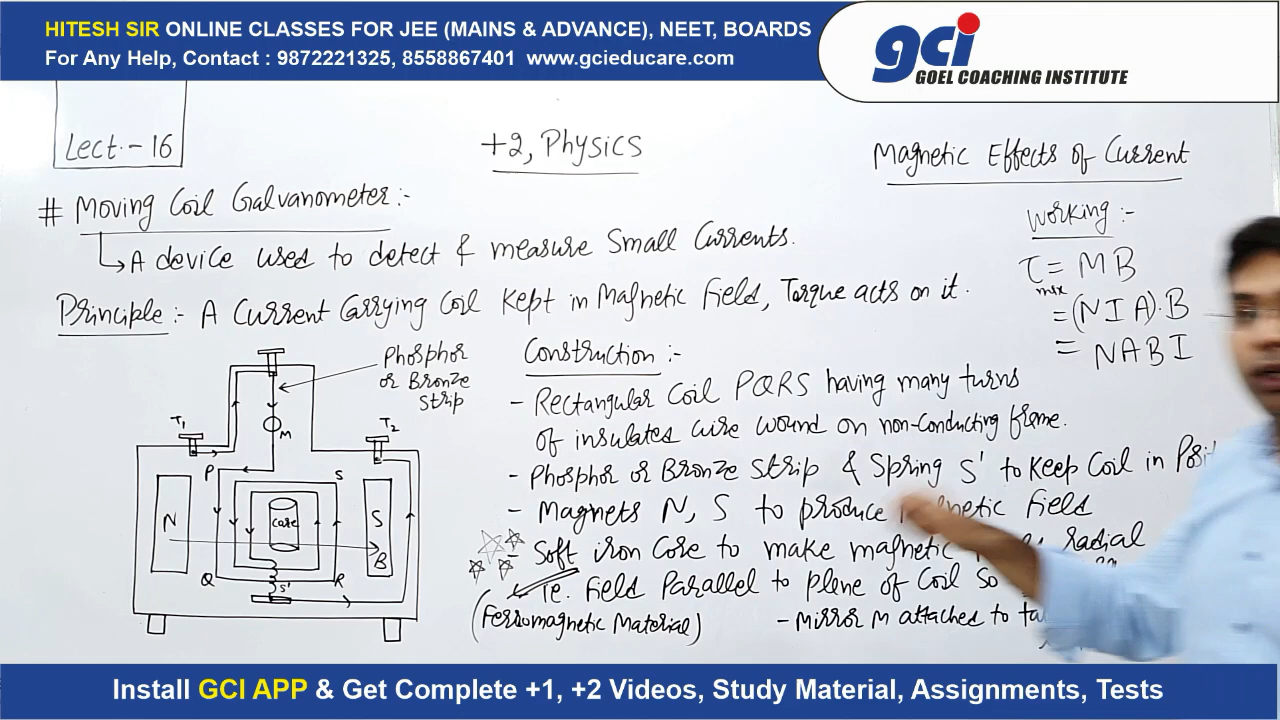 HITESH SIR ONLINE CLASSES FOR JEE (MAINS & ADVANCE), NEET, BOARDS
For Any Help, Contact : 9872221325, 8558867401 www.gcieducare.com
gci
GOEL COACHING INSTITUTE
Lect.- 16
+2, Physics
Magnetic Effects of Current
# Moving Coil Galvanometer:-
A device used to detect & measure Small Currents.
Principle:- A Current Carrying Coil Kept in Magnetic Field, Torque acts on it.
Working:-
τ = MB
max
= (NIA).B
= NABI
Phosphor
or Bronze
Strip
T1
T2
M
P
S
N
core
S
B
Q
S'
R
Construction:-
- Rectangular Coil PQRS having many turns
of insulates wire wound on non-conducting frame.
- Phosphor or Bronze Strip & Spring S' to Keep Coil in
- Magnets N, S to produce Magnetic Field
- Soft iron Core to make magnetic radial
ie. Field Parallel to plene of Coil So
(Ferromagnetic Material)
- Mirror M attached to
Install GCI APP & Get Complete +1, +2 Videos, Study Material, Assignments, Tests